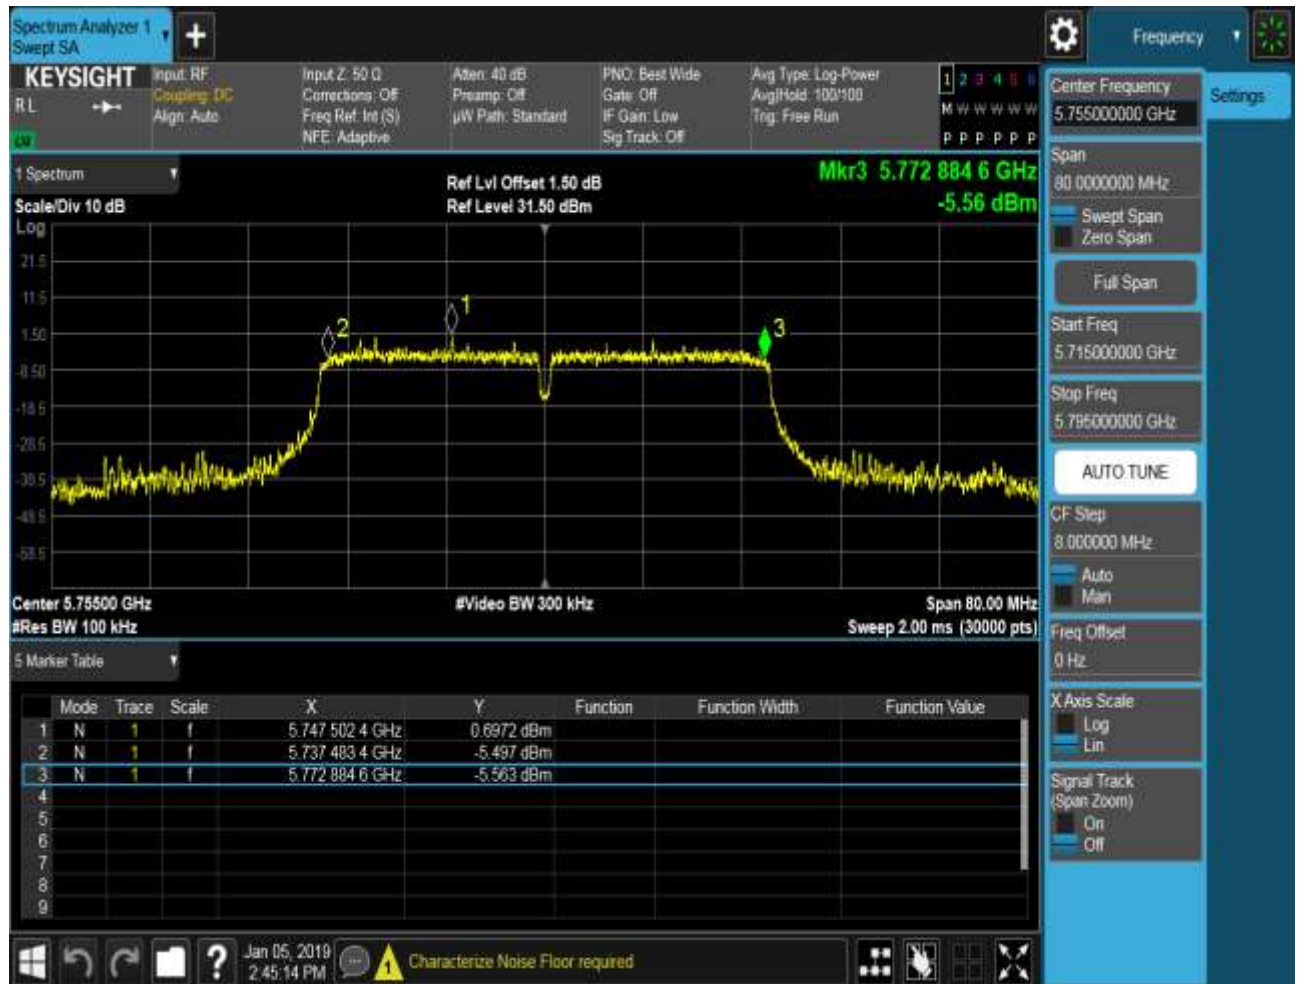 Spectrum Analyzer 1
Swept SA
+
Frequency
KEYSIGHT
RL
Input: RF
Coupling: DC
Align: Auto
Input Z: 50 Ω
Corrections: Off
Freq Ref: Int (S)
NFE: Adaptive
Atten: 40 dB
Preamp: Off
µW Path: Standard
PNO: Best Wide
Gate: Off
IF Gain: Low
Sig Track: Off
Avg Type: Log-Power
Avg|Hold: 100/100
Trig: Free Run
1 2 3 4 5 6
M W W W W W
P P P P P P
1 Spectrum
Scale/Div 10 dB
Ref Lvl Offset 1.50 dB
Ref Level 31.50 dBm
Mkr3 5.772 884 6 GHz
-5.56 dBm
Log
21.5
11.5
1.50
-8.50
-18.5
-28.5
-38.5
-48.5
-58.5
1
2
3
Center 5.75500 GHz
#Video BW 300 kHz
Span 80.00 MHz
#Res BW 100 kHz
Sweep 2.00 ms (30000 pts)
5 Marker Table
Mode Trace Scale X Y Function Function Width Function Value
1 N 1 f 5.747 502 4 GHz 0.6972 dBm
2 N 1 f 5.737 483 4 GHz -5.497 dBm
3 N 1 f 5.772 884 6 GHz -5.563 dBm
4
5
6
7
8
9
?
Jan 05, 2019
2:45:14 PM
1
Characterize Noise Floor required
Settings
Center Frequency
5.755000000 GHz
Span
80.0000000 MHz
Swept Span
Zero Span
Full Span
Start Freq
5.715000000 GHz
Stop Freq
5.795000000 GHz
AUTO TUNE
CF Step
8.000000 MHz
Auto
Man
Freq Offset
0 Hz
X Axis Scale
Log
Lin
Signal Track
(Span Zoom)
On
Off